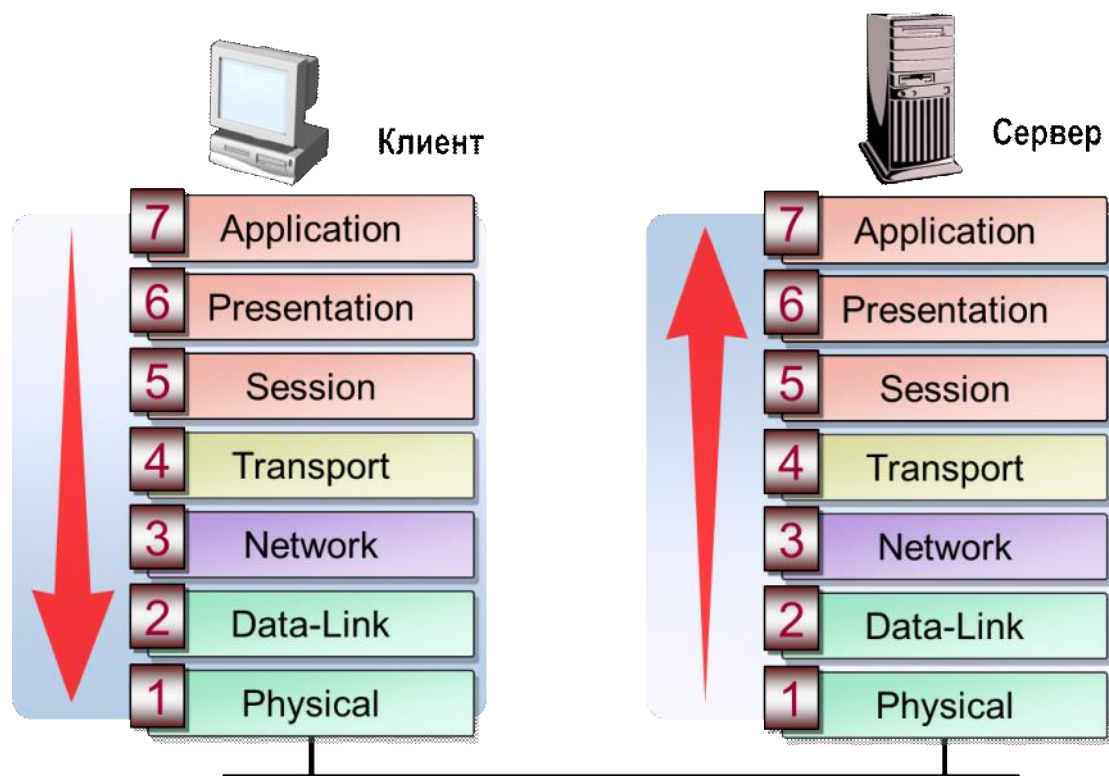 Клиент
7 Application
6 Presentation
5 Session
4 Transport
3 Network
2 Data-Link
1 Physical
Сервер
7 Application
6 Presentation
5 Session
4 Transport
3 Network
2 Data-Link
1 Physical